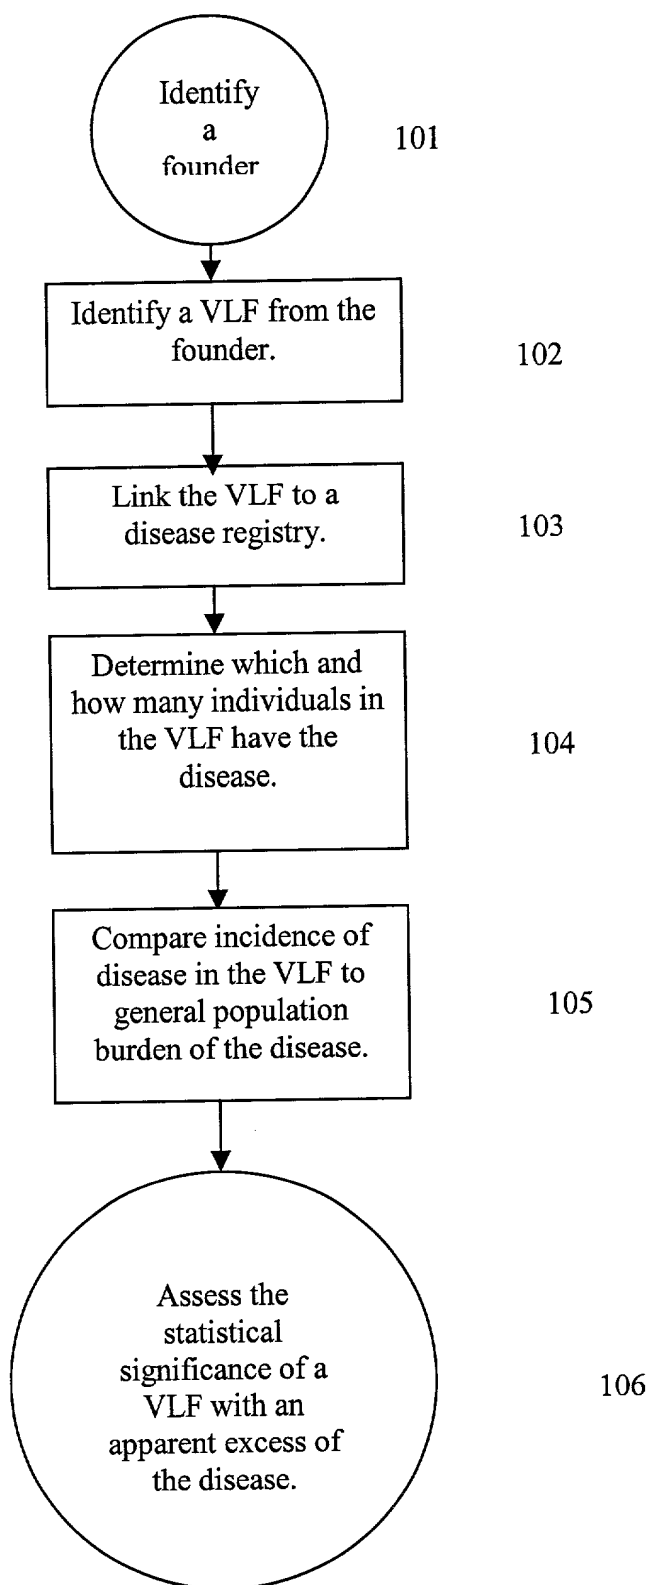 Identify
a
founder
101
Identify a VLF from the
founder.
102
Link the VLF to a
disease registry.
103
Determine which and
how many individuals in
the VLF have the
disease.
104
Compare incidence of
disease in the VLF to
general population
burden of the disease.
105
Assess the
statistical
significance of a
VLF with an
apparent excess of
the disease.
106